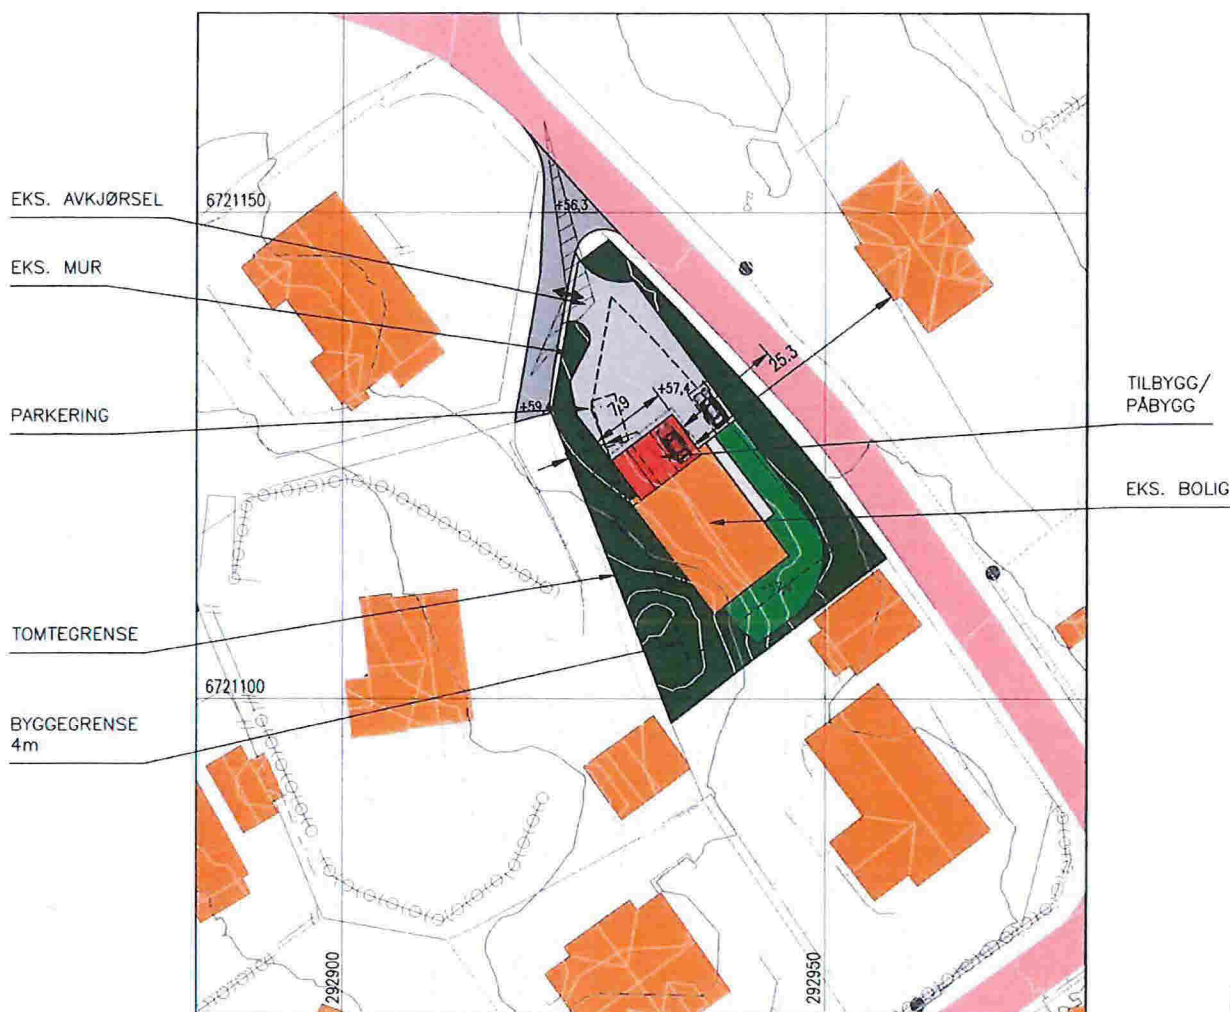 EKS. AVKJØRSEL
EKS. MUR
PARKERING
TOMTEGRENSE
BYGGEGRENSE
4m
6721150
+56,3
25.3
+57,4
7,9
+59,
6721100
292900
292950
TILBYGG/
PÅBYGG
EKS. BOLIG